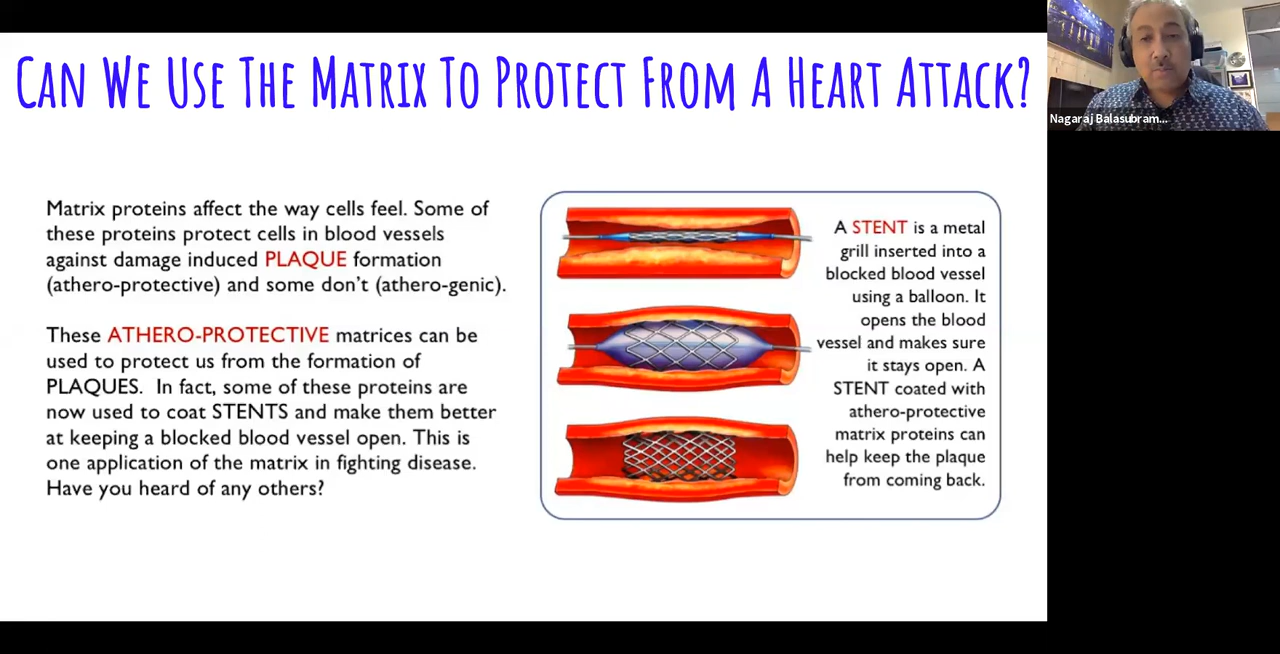 CAN WE USE THE MATRIX TO PROTECT FROM A HEART ATTACK?
Nagaraj Balasubram...
Matrix proteins affect the way cells feel. Some of
these proteins protect cells in blood vessels
against damage induced PLAQUE formation
(athero-protective) and some don't (athero-genic).
These ATHERO-PROTECTIVE matrices can be
used to protect us from the formation of
PLAQUES. In fact, some of these proteins are
now used to coat STENTS and make them better
at keeping a blocked blood vessel open. This is
one application of the matrix in fighting disease.
Have you heard of any others?
A STENT is a metal
grill inserted into a
blocked blood vessel
using a balloon. It
opens the blood
vessel and makes sure
it stays open. A
STENT coated with
athero-protective
matrix proteins can
help keep the plaque
from coming back.